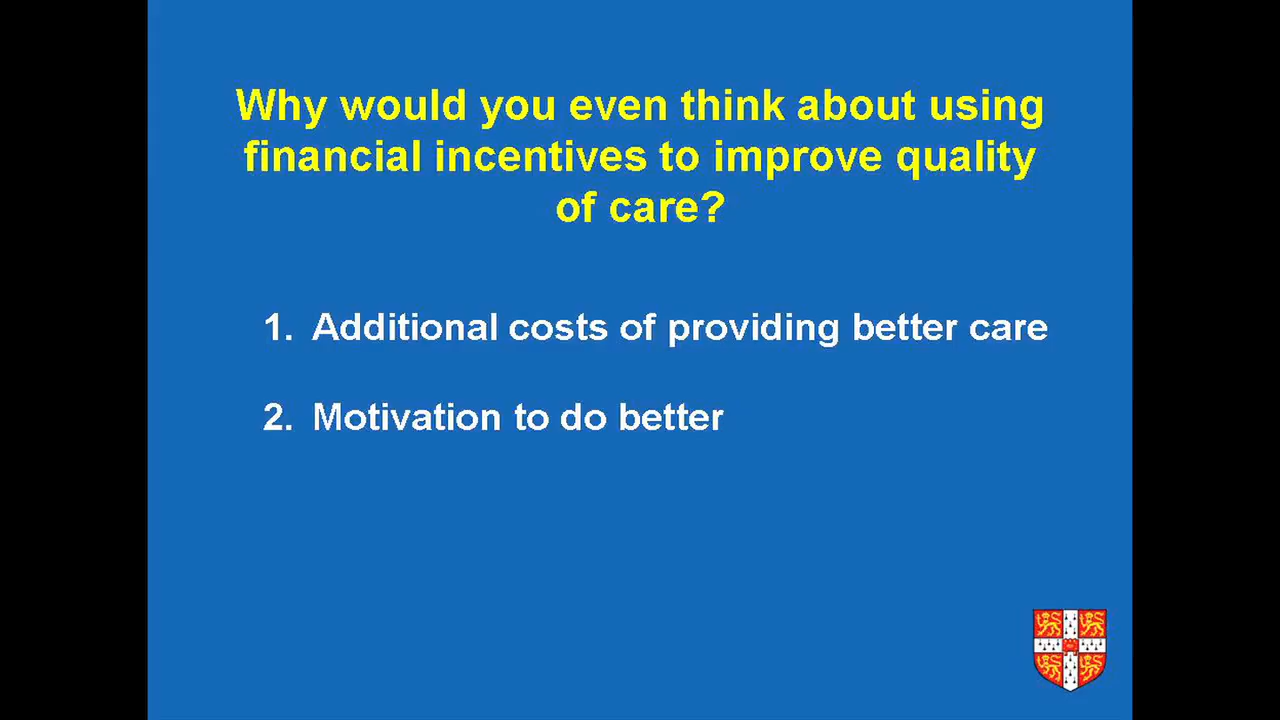 Why would you even think about using
financial incentives to improve quality
of care?
1. Additional costs of providing better care
2. Motivation to do better